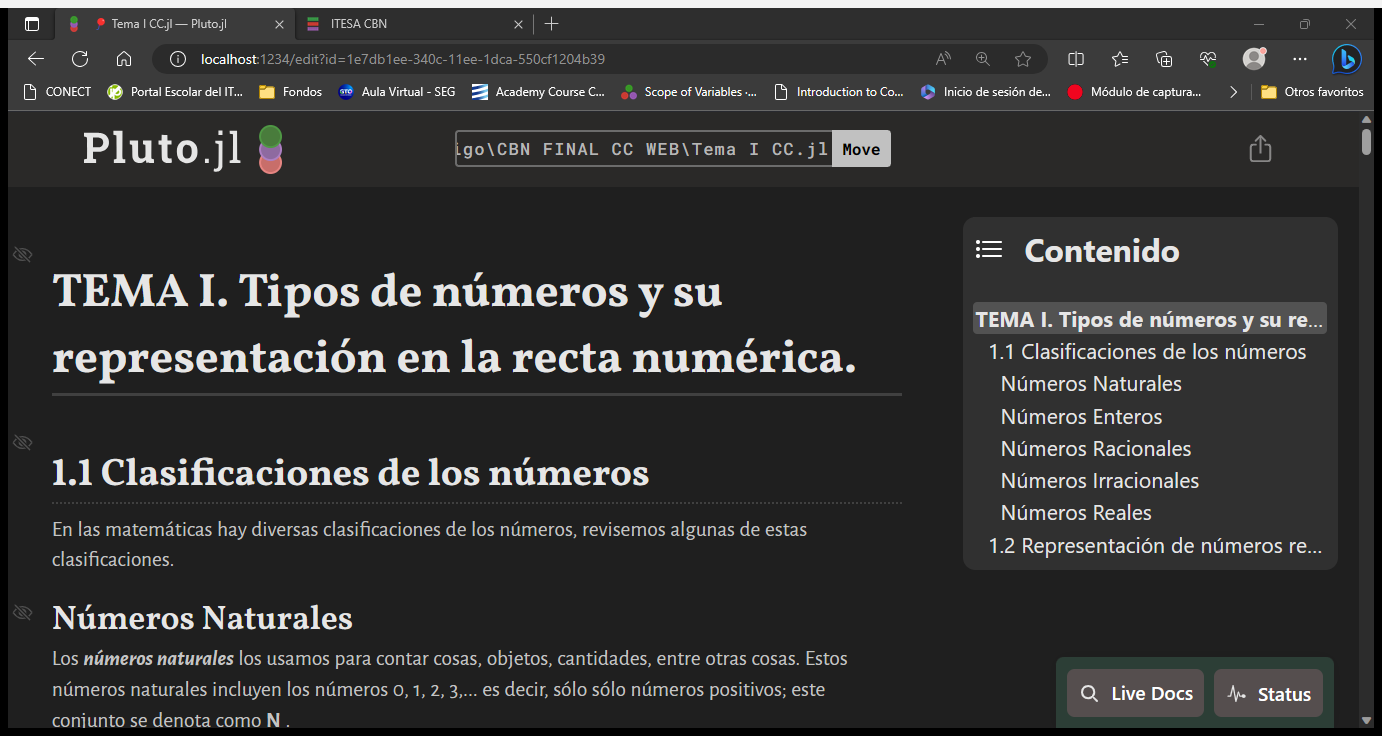 Tema I CC.jl — Pluto.jl
ITESA CBN
localhost:1234/edit?id=1e7db1ee-340c-11ee-1dca-550cf1204b39
CONECT
Portal Escolar del IT...
Fondos
Aula Virtual - SEG
Academy Course C...
Scope of Variables ·...
Introduction to Co...
Inicio de sesión de...
Módulo de captura...
Otros favoritos
Pluto.jl
igo\CBN FINAL CC WEB\Tema I CC.jl
Move
TEMA I. Tipos de números y su
representación en la recta numérica.
1.1 Clasificaciones de los números
En las matemáticas hay diversas clasificaciones de los números, revisemos algunas de estas
clasificaciones.
Números Naturales
Los números naturales los usamos para contar cosas, objetos, cantidades, entre otras cosas. Estos
números naturales incluyen los números 0, 1, 2, 3,... es decir, sólo sólo números positivos; este
conjunto se denota como N .
Contenido
TEMA I. Tipos de números y su re...
1.1 Clasificaciones de los números
Números Naturales
Números Enteros
Números Racionales
Números Irracionales
Números Reales
1.2 Representación de números re...
Live Docs
Status